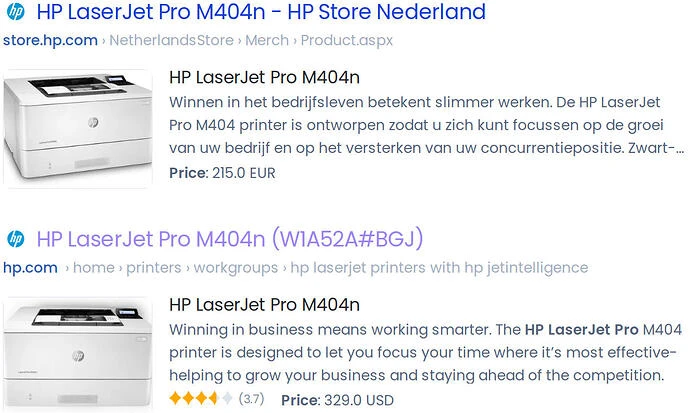 HP LaserJet Pro M404n - HP Store Nederland
store.hp.com › NetherlandsStore › Merch › Product.aspx
HP LaserJet Pro M404n
Winnen in het bedrijfsleven betekent slimmer werken. De HP LaserJet
Pro M404 printer is ontworpen zodat u zich kunt focussen op de groei
van uw bedrijf en op het versterken van uw concurrentiepositie. Zwart-...
Price: 215.0 EUR
HP LaserJet Pro M404n (W1A52A#BGJ)
hp.com › home › printers › workgroups › hp laserjet printers with hp jetintelligence
HP LaserJet Pro M404n
Winning in business means working smarter. The HP LaserJet Pro M404
printer is designed to let you focus your time where it’s most effective-
helping to grow your business and staying ahead of the competition.
(3.7) Price: 329.0 USD